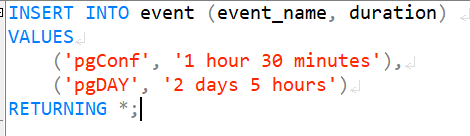 INSERT INTO event (event_name, duration)
VALUES
    ('pgConf', '1 hour 30 minutes'),
    ('pgDAY', '2 days 5 hours')
RETURNING *;